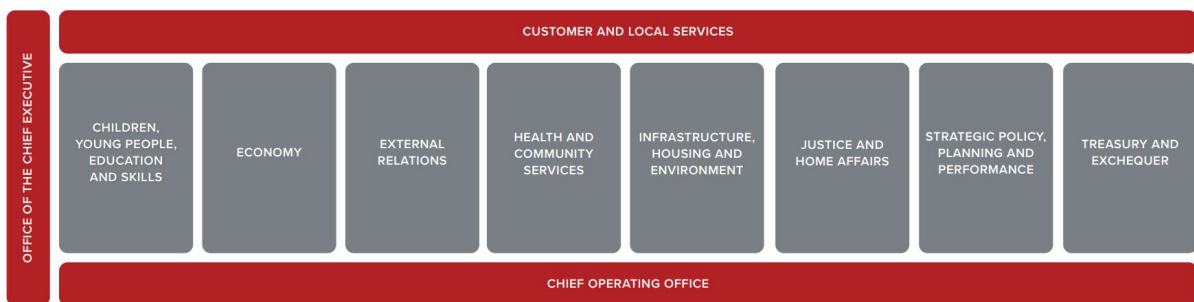 OFFICE OF THE CHIEF EXECUTIVE
CUSTOMER AND LOCAL SERVICES
CHILDREN,
YOUNG PEOPLE,
EDUCATION
AND SKILLS
ECONOMY
EXTERNAL
RELATIONS
HEALTH AND
COMMUNITY
SERVICES
INFRASTRUCTURE,
HOUSING AND
ENVIRONMENT
JUSTICE AND
HOME AFFAIRS
STRATEGIC POLICY,
PLANNING AND
PERFORMANCE
TREASURY AND
EXCHEQUER
CHIEF OPERATING OFFICE